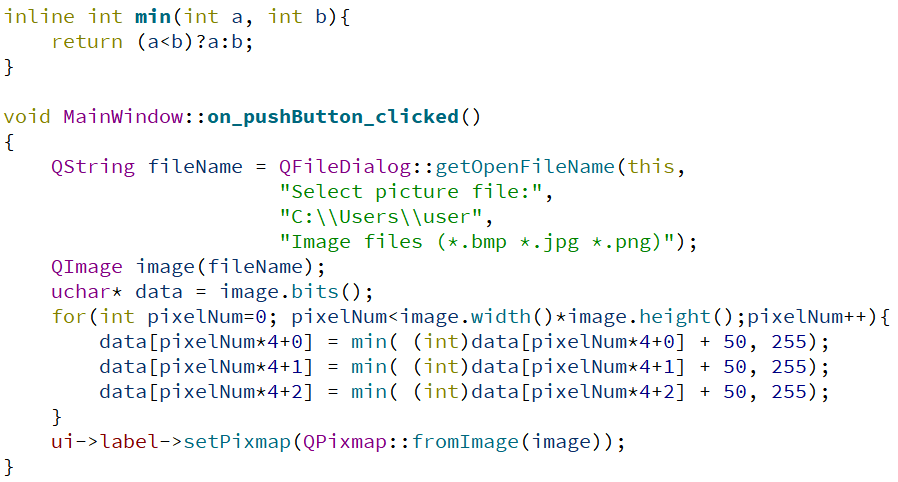 inline int min(int a, int b){
    return (a<b)?a:b;
}

void MainWindow::on_pushButton_clicked()
{
    QString fileName = QFileDialog::getOpenFileName(this,
                       "Select picture file:",
                       "C:\\Users\\user",
                       "Image files (*.bmp *.jpg *.png)");
    QImage image(fileName);
    uchar* data = image.bits();
    for(int pixelNum=0; pixelNum<image.width()*image.height();pixelNum++){
        data[pixelNum*4+0] = min( (int)data[pixelNum*4+0] + 50, 255);
        data[pixelNum*4+1] = min( (int)data[pixelNum*4+1] + 50, 255);
        data[pixelNum*4+2] = min( (int)data[pixelNum*4+2] + 50, 255);
    }
    ui->label->setPixmap(QPixmap::fromImage(image));
}